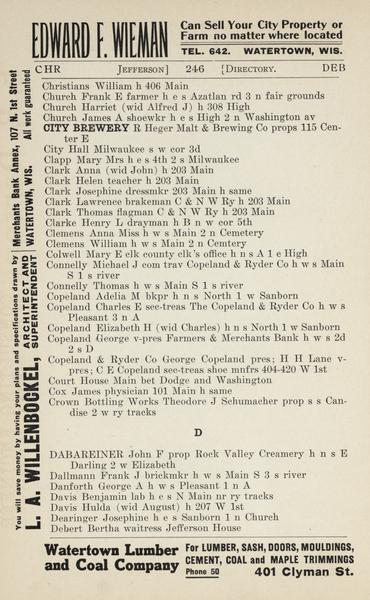 EDWARD F. WIEMAN
Can Sell Your City Property or
Farm no matter where located
TEL. 642. WATERTOWN, WIS.
CHR JEFFERSON] 246 [DIRECTORY. DEB
Christians William h 406 Main
Church Frank E farmer h e s Azatlan rd 3 n fair grounds
Church Harriet (wid Alfred) h 308 High
Church James A shoewkr h e s High 2 n Washington av
CITY BREWERY R Heger Malt & Brewing Co props 115 Cen-
ter E
City Hall Milwaukee s w cor 3d
Clapp Mary Mrs h e s 4th 2 s Milwaukee
Clark Anna (wid John) h 203 Main
Clark Helen teacher h 203 Main
Clark Josephine dressmkr 203 Main h same
Clark Lawrence brakeman C & N W Ry h 203 Main
Clark Thomas flagman C & N W Ry h 203 Main
Clarke Henry L drayman h B n w cor 5th
Clemens Anna Miss h w s Main 2 n Cemetery
Clemens William h w s Main 2 n Cemtery
Colwell Mary E clk county clk's office h n s A 1 e High
Connelly Michael J com trav Copeland & Ryder Co h w s Main
S 1 s river
Connelly Thomas h w s Main S 1 s river
Copeland Adelia M bkpr h n s North 1 w Sanborn
Copeland Charles E sec-treas The Copeland & Ryder Co h w s
Pleasant 3 n A
Copeland Elizabeth H (wid Charles) h n s North 1 w Sanborn
Copeland George v-pres Farmers & Merchants Bank h w s 2d
2 s D
Copeland & Ryder Co George Copeland pres; H H Lane v-
pres; C E Copeland sec-treas shoe mnfrs 404-420 W 1st
Court House Main bet Dodge and Washington
Cox James physician 101 Main h same
Crown Bottling Works Theodore J Schumacher prop s s Can-
dise 2 w ry tracks
D
DABAREINER John F prop Rock Valley Creamery h n s E
Darling 2 w Elizabeth
Dallmann Frank J brickmkr h w s Main S 3 s river
Danforth George A h w s Pleasant 1 n A
Davis Benjamin lab h e s N Main nr ry tracks
Davis Hulda (wid August) h 207 W 1st
Dearinger Josephine h e s Sanborn 1 n Church
Debert Bertha waitress Jefferson House
You will save money by having your plans and specifications drawn by
L. A. WILLENBOCKEL,
ARCHITECT AND
SUPERINTENDENT
Merchants Bank Annex, 107 N. 1st Street
WATERTOWN, WIS. All work guaranteed
Watertown Lumber
and Coal Company
For LUMBER, SASH, DOORS, MOULDINGS,
CEMENT, COAL and MAPLE TRIMMINGS
Phone 50 401 Clyman St.